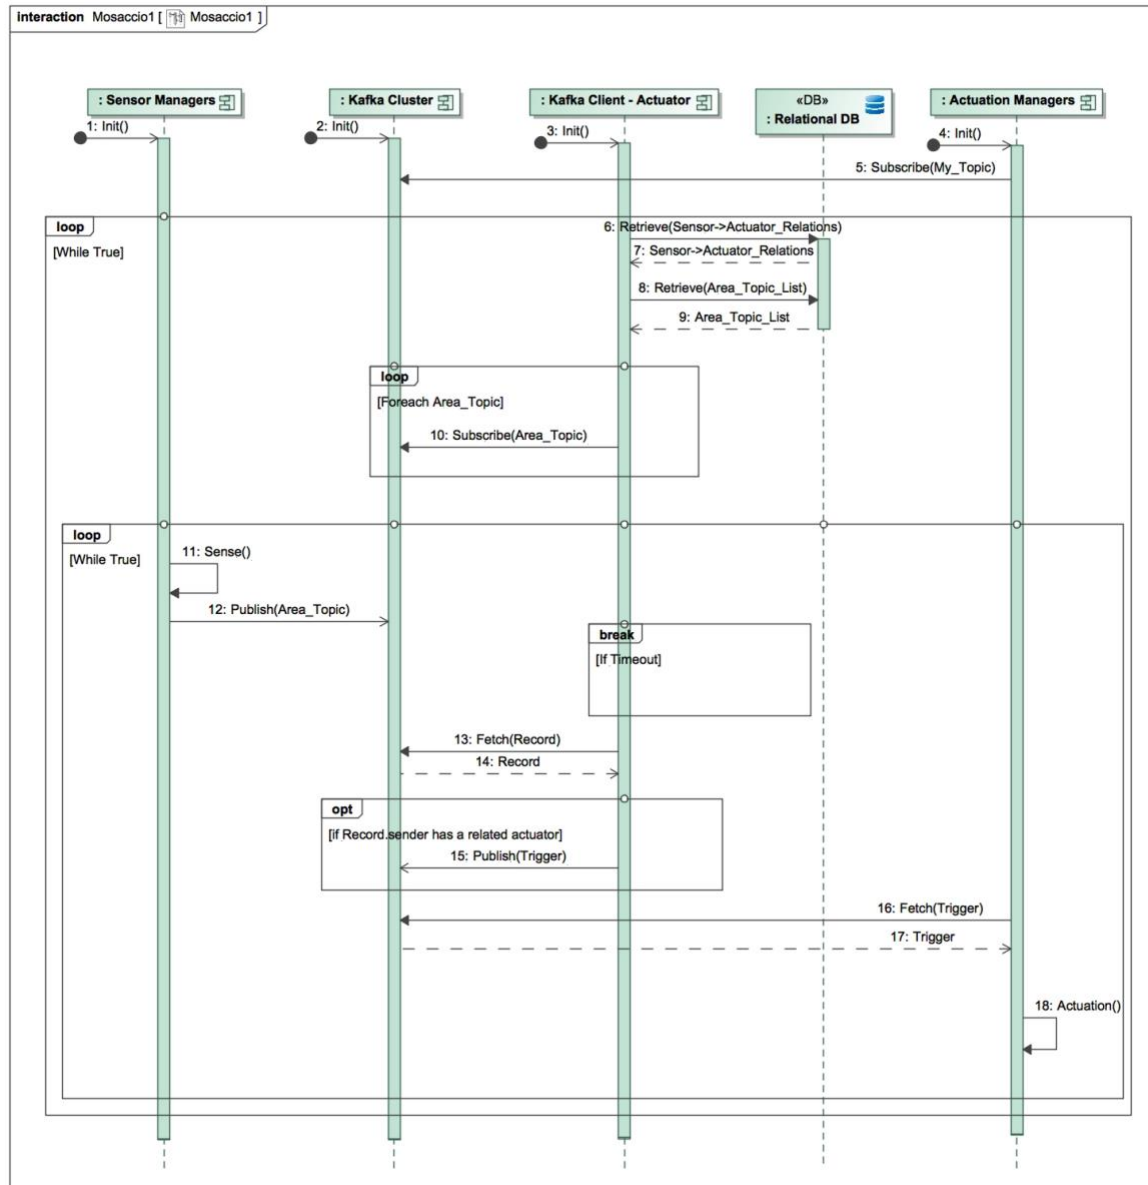 interaction Mosaccio1 [ Mosaccio1 ]
: Sensor Managers
: Kafka Cluster
: Kafka Client - Actuator
«DB»
: Relational DB
: Actuation Managers
1: Init()
2: Init()
3: Init()
4: Init()
5: Subscribe(My_Topic)
loop
[While True]
6: Retrieve(Sensor->Actuator_Relations)
7: Sensor->Actuator_Relations
8: Retrieve(Area_Topic_List)
9: Area_Topic_List
loop
[Foreach Area_Topic]
10: Subscribe(Area_Topic)
loop
[While True]
11: Sense()
12: Publish(Area_Topic)
break
[If Timeout]
13: Fetch(Record)
14: Record
opt
[if Record.sender has a related actuator]
15: Publish(Trigger)
16: Fetch(Trigger)
17: Trigger
18: Actuation()